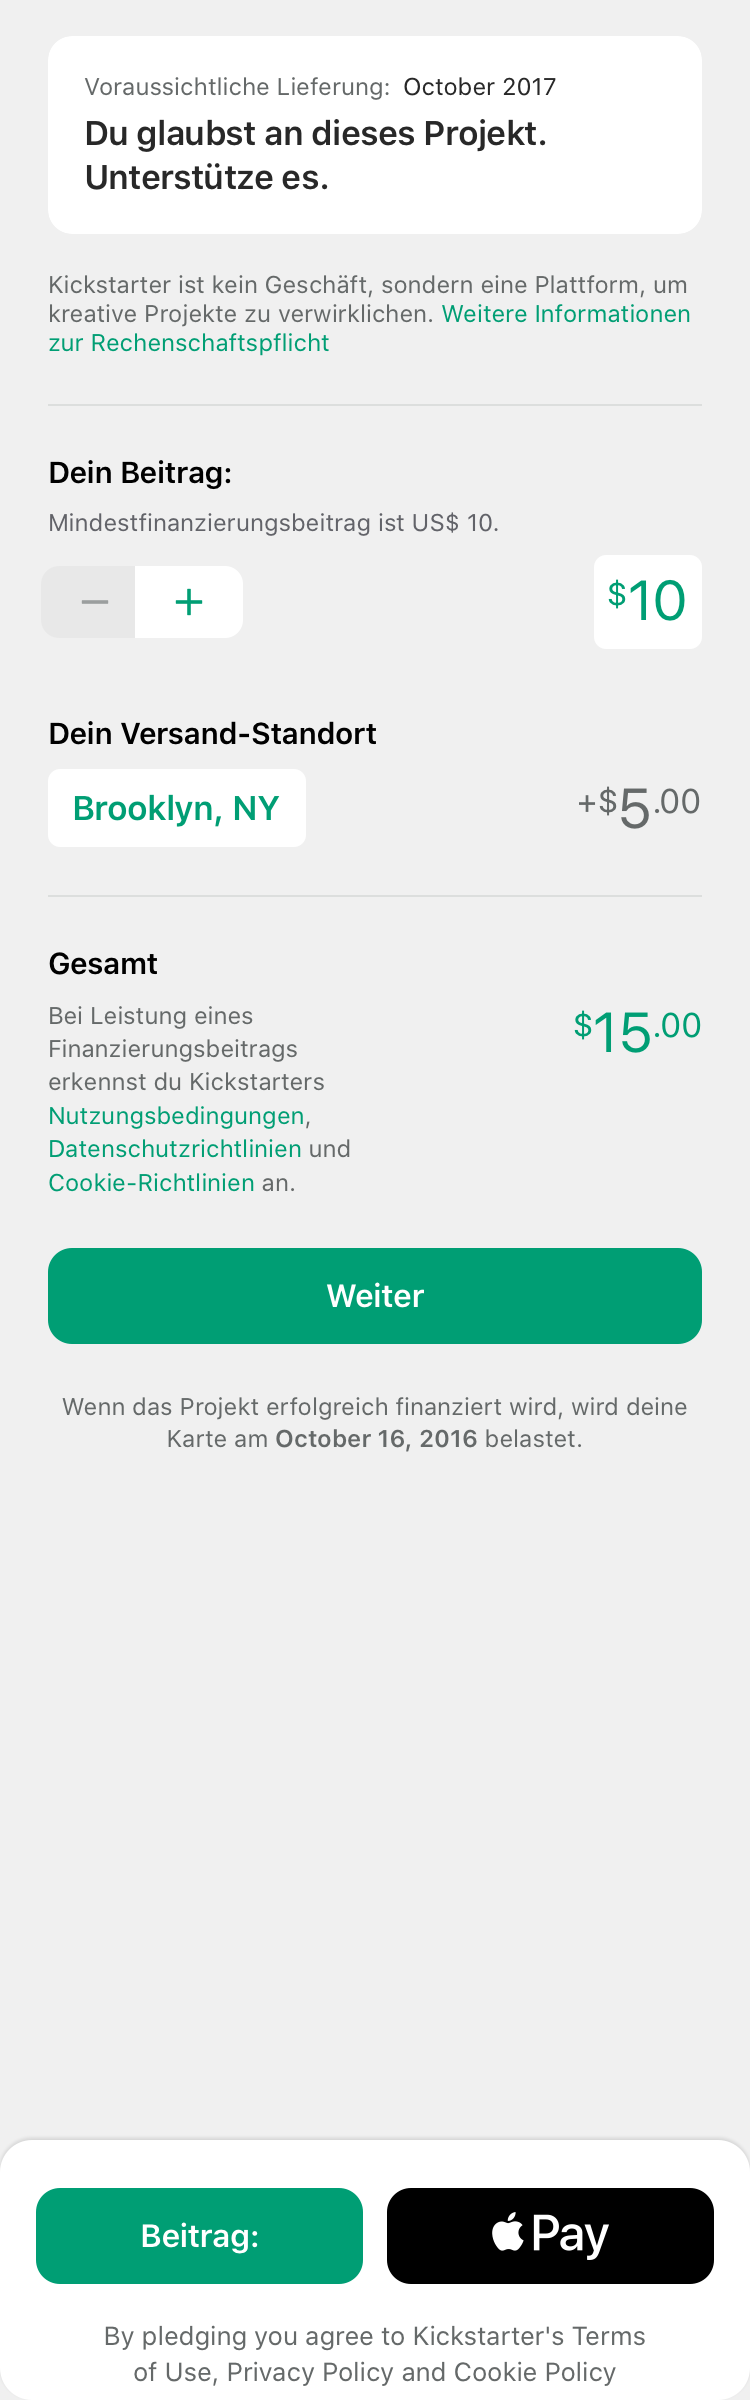 Voraussichtliche Lieferung: October 2017
Du glaubst an dieses Projekt.
Unterstütze es.
Kickstarter ist kein Geschäft, sondern eine Plattform, um
kreative Projekte zu verwirklichen. Weitere Informationen
zur Rechenschaftspflicht
Dein Beitrag:
Mindestfinanzierungsbeitrag ist US$ 10.
− + $10
Dein Versand-Standort
Brooklyn, NY +$5.00
Gesamt
$15.00
Bei Leistung eines
Finanzierungsbeitrags
erkennst du Kickstarters
Nutzungsbedingungen,
Datenschutzrichtlinien und
Cookie-Richtlinien an.
Weiter
Wenn das Projekt erfolgreich finanziert wird, wird deine
Karte am October 16, 2016 belastet.
Beitrag: Pay
By pledging you agree to Kickstarter's Terms
of Use, Privacy Policy and Cookie Policy